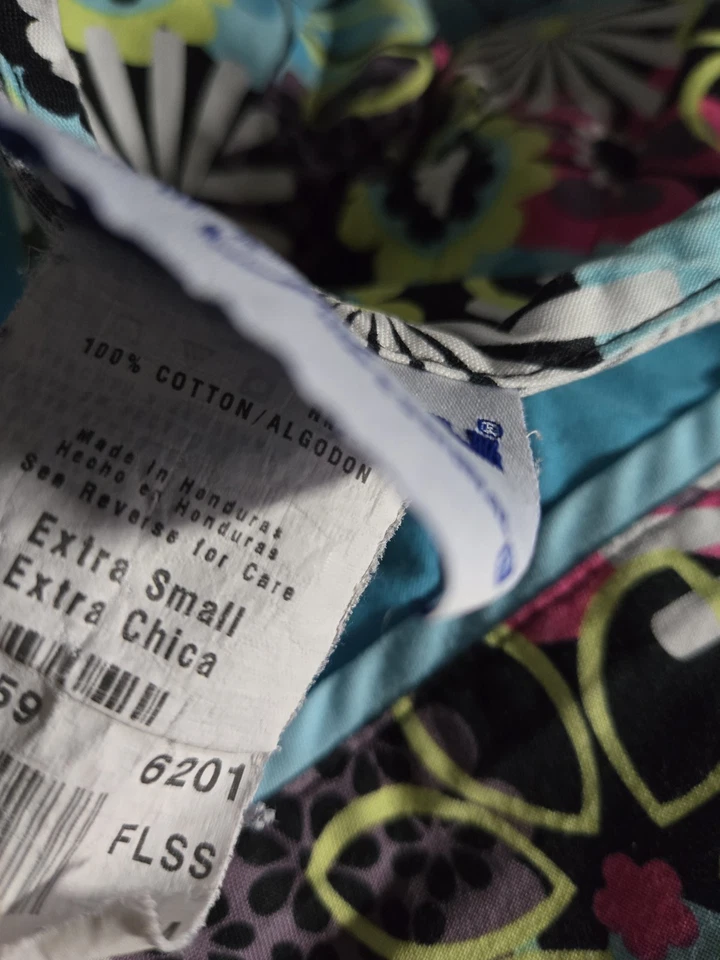 100% COTTON/ALGODON
Made in Honduras
Hecho en Honduras
See Reverse for Care
Extra Small
Extra Chica
59
6201
FLSS